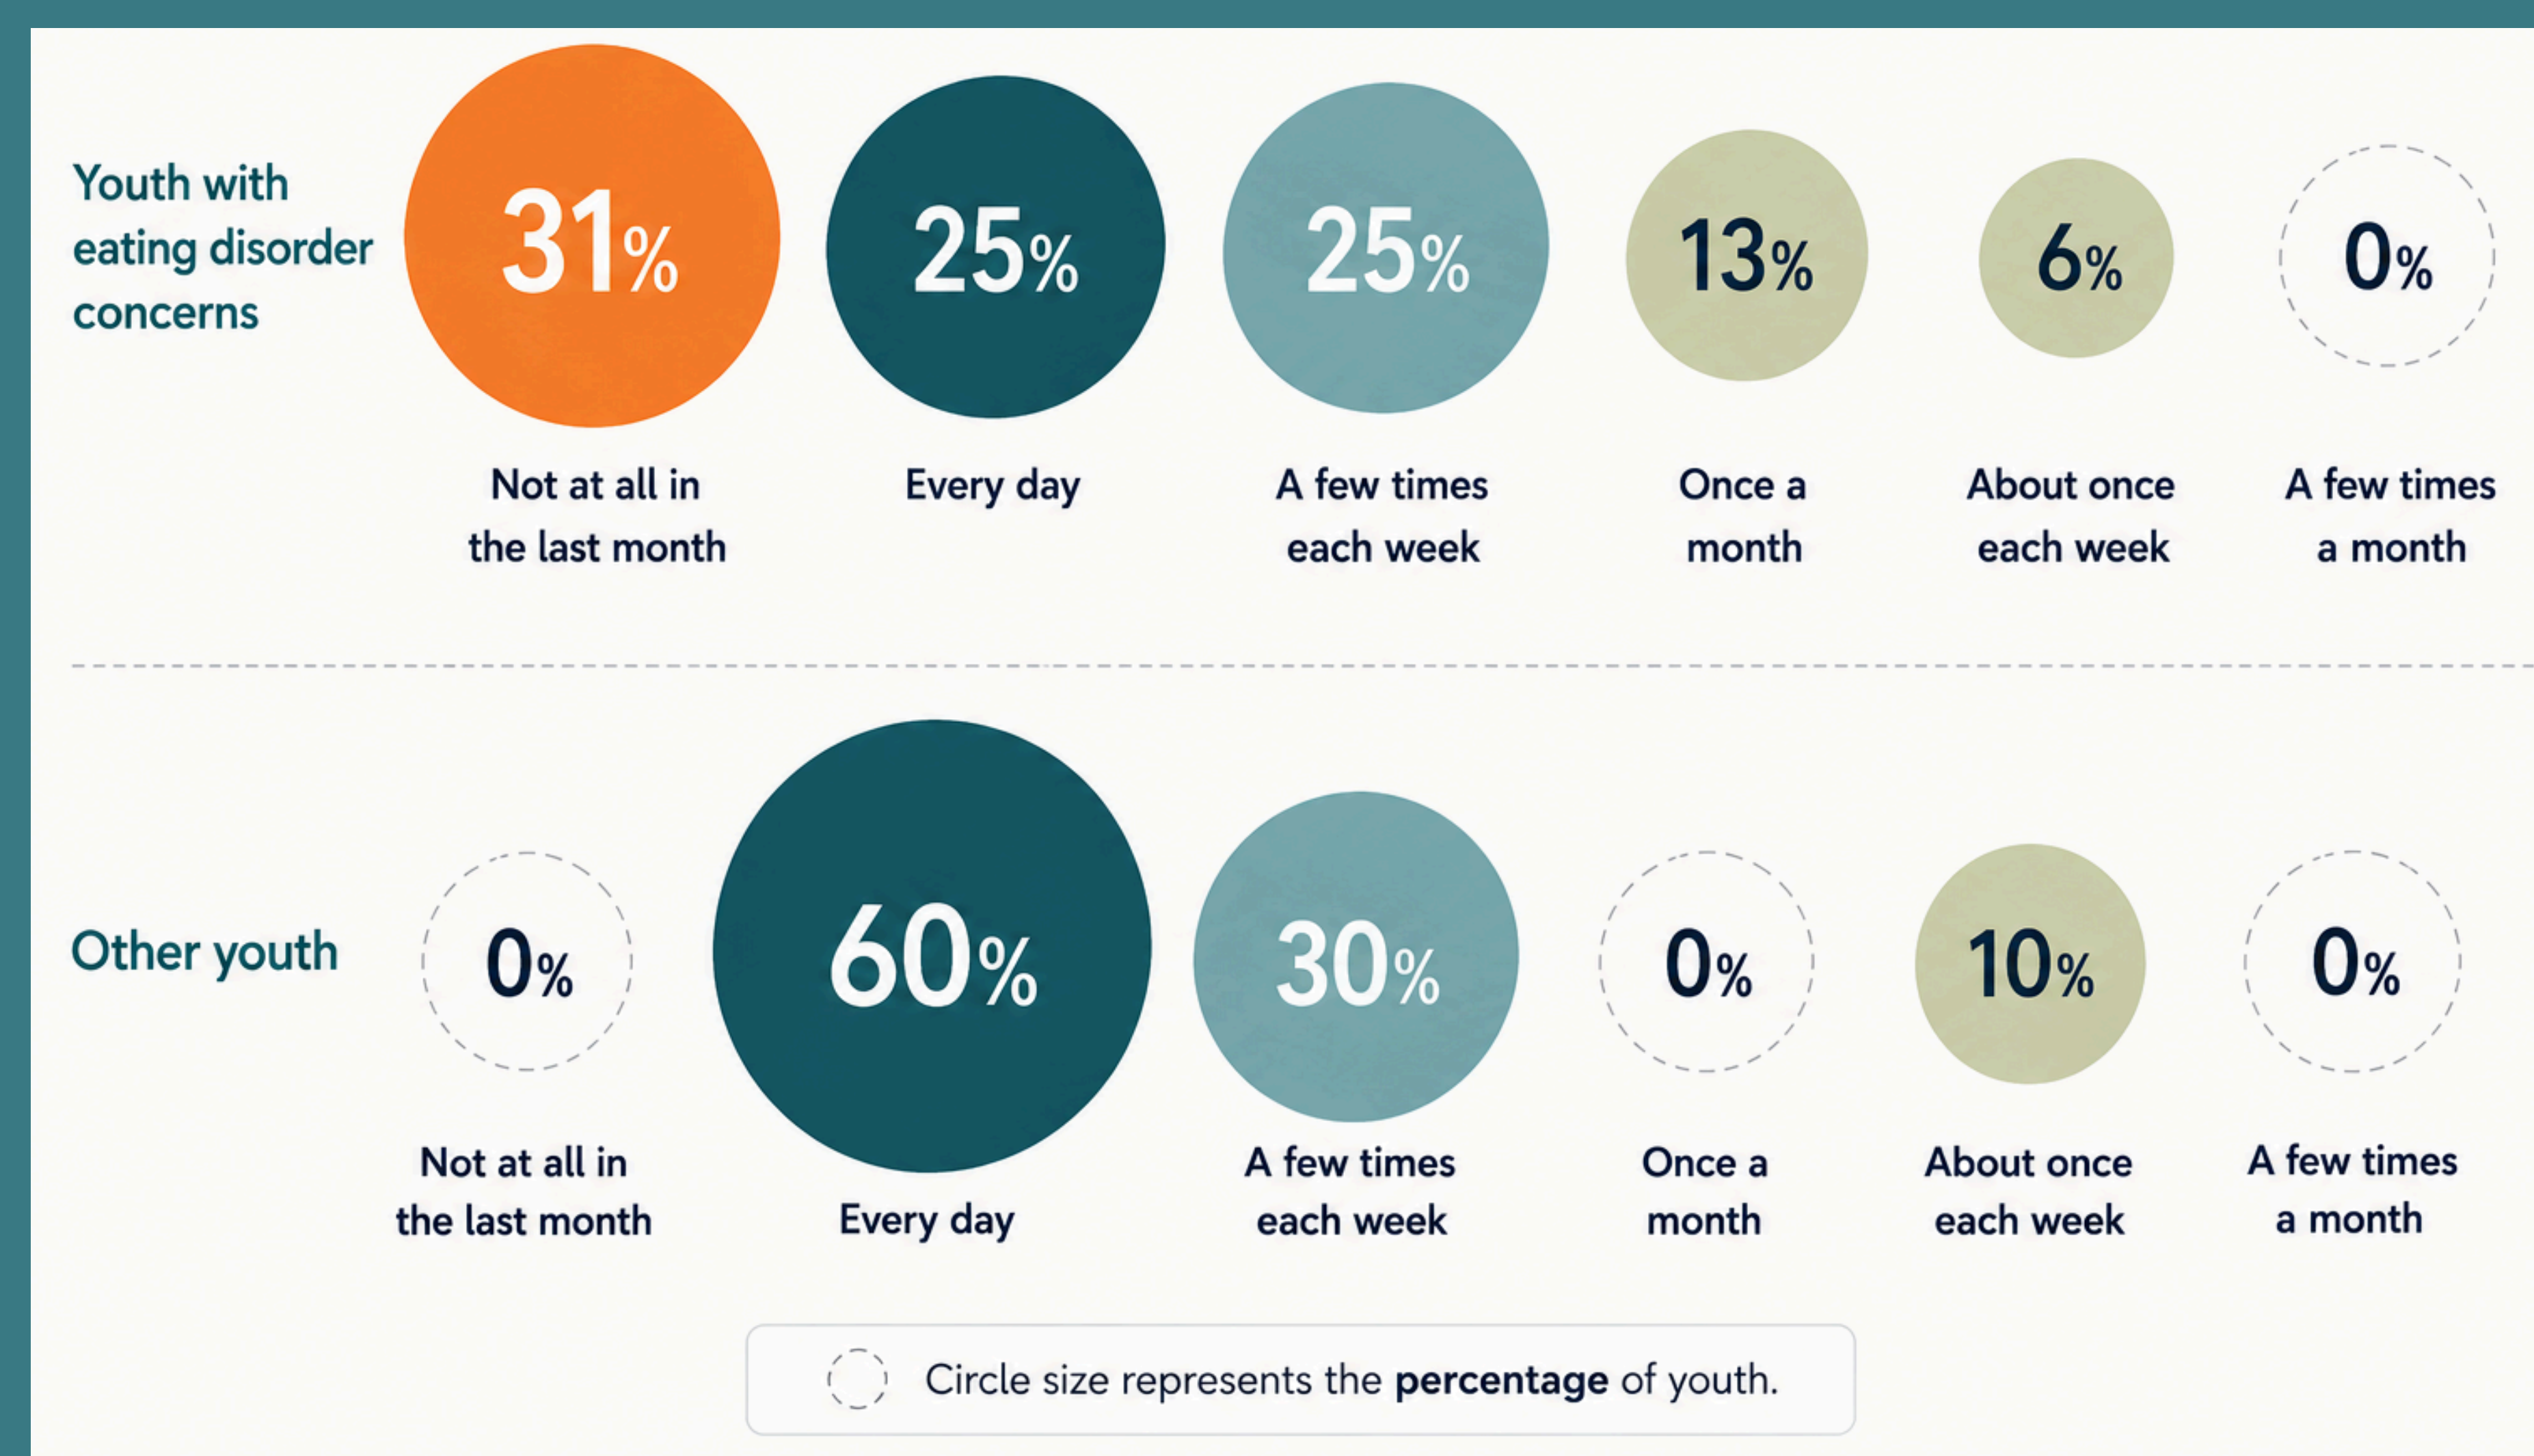 Youth with
eating disorder
concerns
31%
25%
25%
13%
6%
0%
Not at all in
the last month
Every day
A few times
each week
Once a
month
About once
each week
A few times
a month
Other youth
0%
60%
30%
0%
10%
0%
Not at all in
the last month
Every day
A few times
each week
Once a
month
About once
each week
A few times
a month
Circle size represents the percentage of youth.